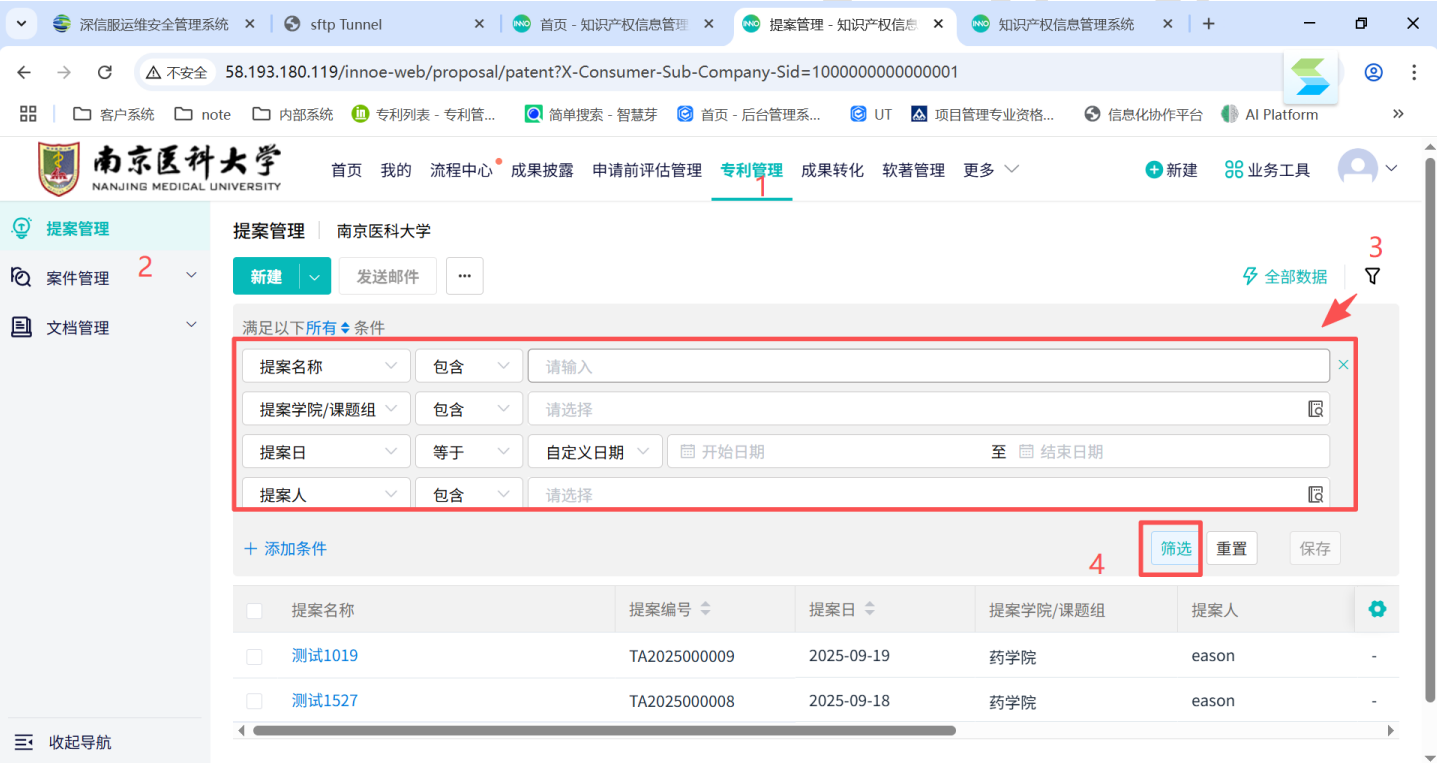 深信服运维安全管理系统
sftp Tunnel
首页 - 知识产权信息管理
提案管理 - 知识产权信息
知识产权信息管理系统
不安全
58.193.180.119/innoe-web/proposal/patent?X-Consumer-Sub-Company-Sid=1000000000000001
客户系统
note
内部系统
专利列表 - 专利管...
简单搜索 - 智慧芽
首页 - 后台管理系...
UT
项目管理专业资格...
信息化协作平台
AI Platform
南京医科大学
NANJING MEDICAL UNIVERSITY
首页
我的
流程中心
成果披露
申请前评估管理
专利管理
成果转化
软著管理
更多
新建
业务工具
1
提案管理
案件管理
2
文档管理
收起导航
提案管理
南京医科大学
3
新建
发送邮件
...
全部数据
满足以下所有条件
提案名称 包含 请输入
提案学院/课题组 包含 请选择
提案日 等于 自定义日期 开始日期 至 结束日期
提案人 包含 请选择
+ 添加条件
4
筛选
重置
保存
提案名称 提案编号 提案日 提案学院/课题组 提案人
测试1019 TA2025000009 2025-09-19 药学院 eason -
测试1527 TA2025000008 2025-09-18 药学院 eason -